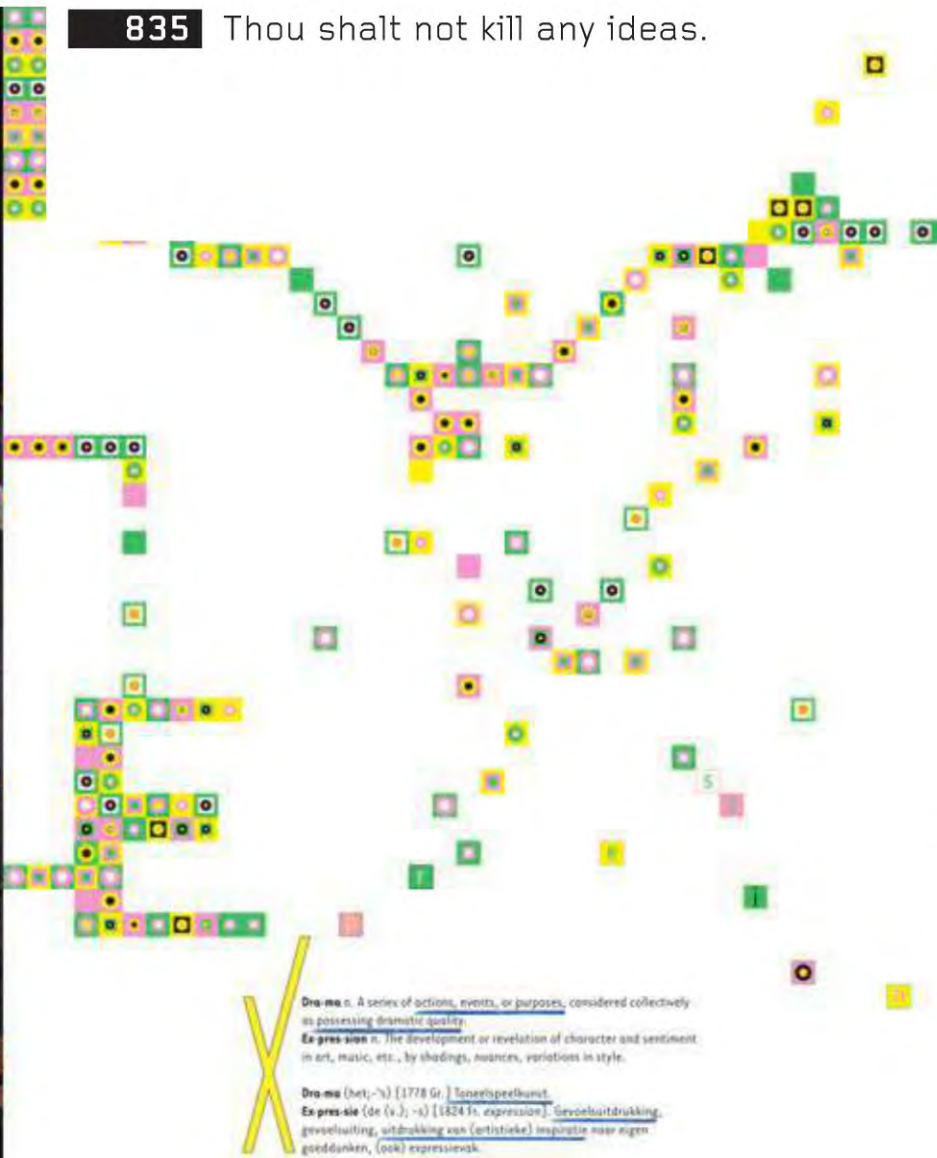 835 Thou shalt not kill any ideas.
s
r
i
X
Dra·ma n. A series of actions, events, or purposes, considered collectively
as possessing dramatic quality.
Ex·pres·sion n. The development or revelation of character and sentiment
in art, music, etc., by shadings, nuances, variations in style.
Dra·ma (het; -'s) [1778 Gr.] Toneelspeelkunst.
Ex·pres·sie (de (v.); -s) [1824 Fr. expression]. Gevoelsuitdrukking,
gevoelsuiting, uitdrukking van (artistieke) inspiratie naar eigen
goeddunken, (ook) expressievak.